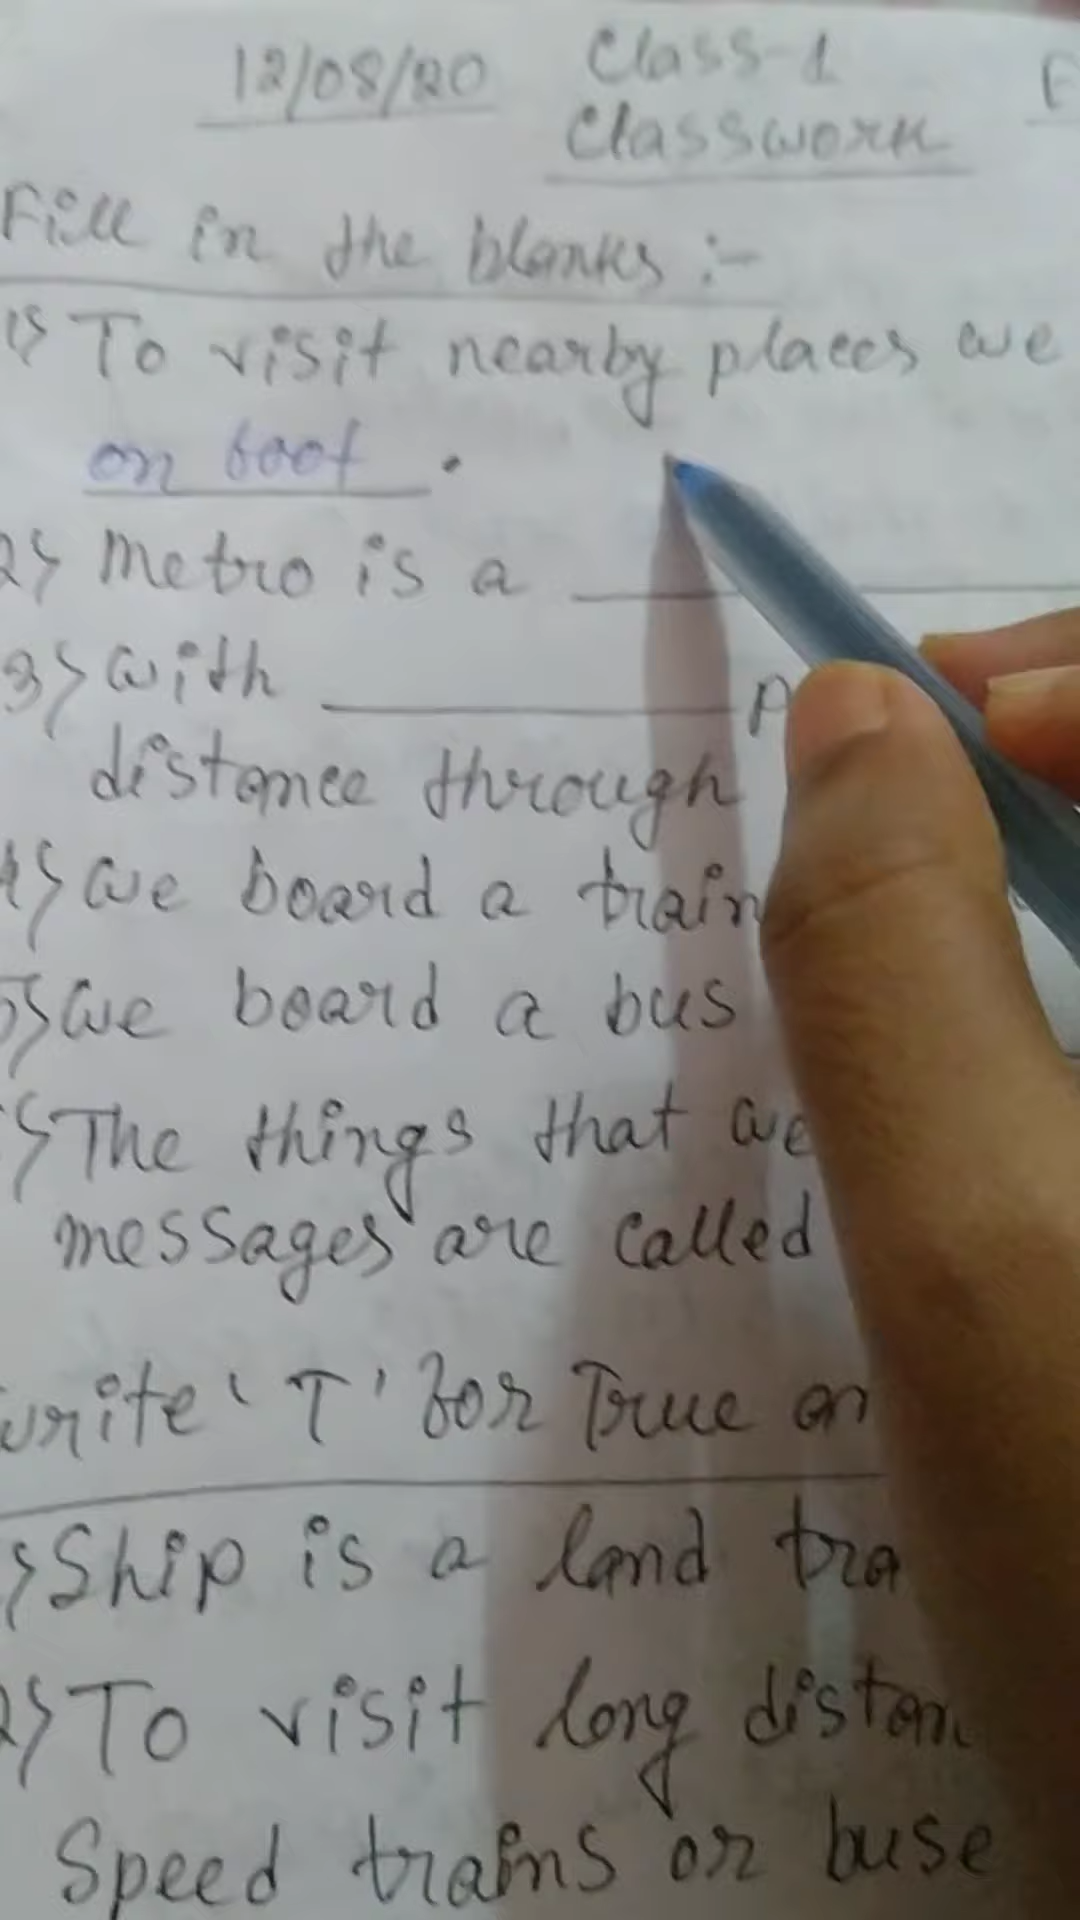 12/08/20 Class-1 E
Classwork
Fill in the blanks :-
1} To visit nearby places we
on foot .
2} Metro is a
3} with
distance through
4} we board a train
5} we board a bus
The things that we
messages are called
write 'T' for True an
Ship is a land tra
2} To visit long distan
Speed trains or buse